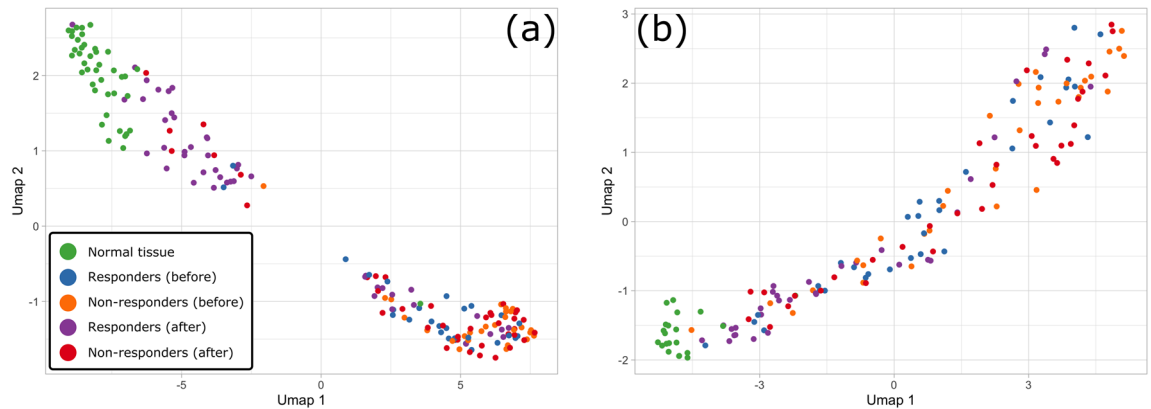 (a)
2
1
0
-1
Umap 2
Normal tissue
Responders (before)
Non-responders (before)
Responders (after)
Non-responders (after)
-5
0
5
Umap 1
(b)
3
2
1
0
-1
-2
Umap 2
-3
0
3
Umap 1